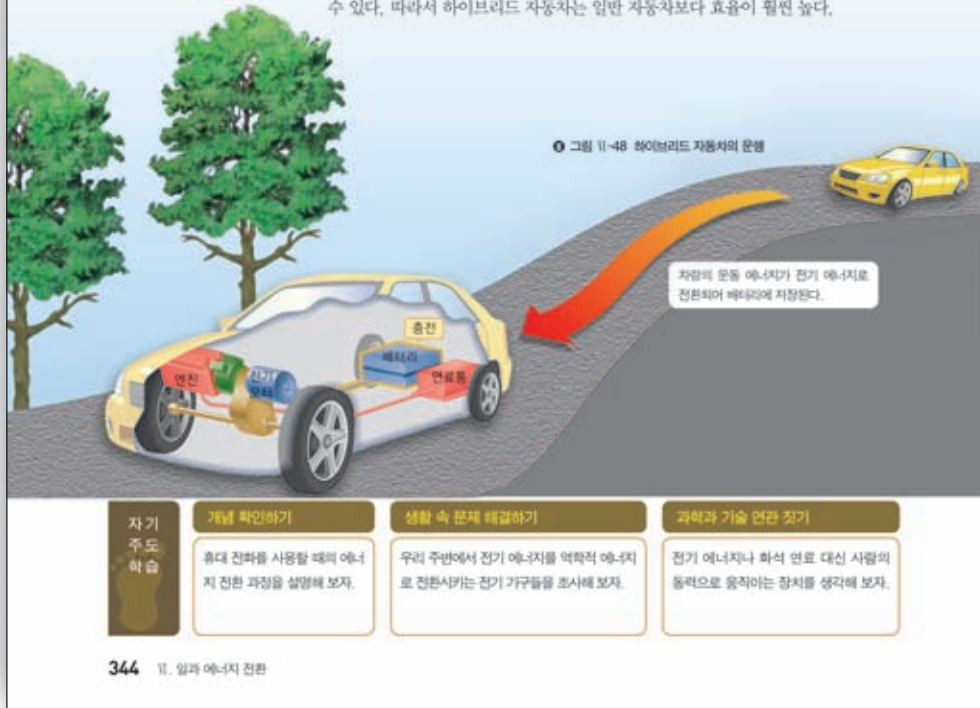 수 있다. 따라서 하이브리드 자동차는 일반 자동차보다 효율이 훨씬 높다.
그림 Ⅵ-48 하이브리드 자동차의 운행
차량의 운동 에너지가 전기 에너지로
전환되어 배터리에 저장된다.
충전
배터리
엔진
전기
모터
연료통
자기
주도
학습
개념 확인하기
휴대 전화를 사용할 때의 에너
지 전환 과정을 설명해 보자.
생활 속 문제 해결하기
우리 주변에서 전기 에너지를 역학적 에너지
로 전환시키는 전기 기구들을 조사해 보자.
과학과 기술 연관 짓기
전기 에너지나 화석 연료 대신 사람의
동력으로 움직이는 장치를 생각해 보자.
344 Ⅵ. 일과 에너지 전환